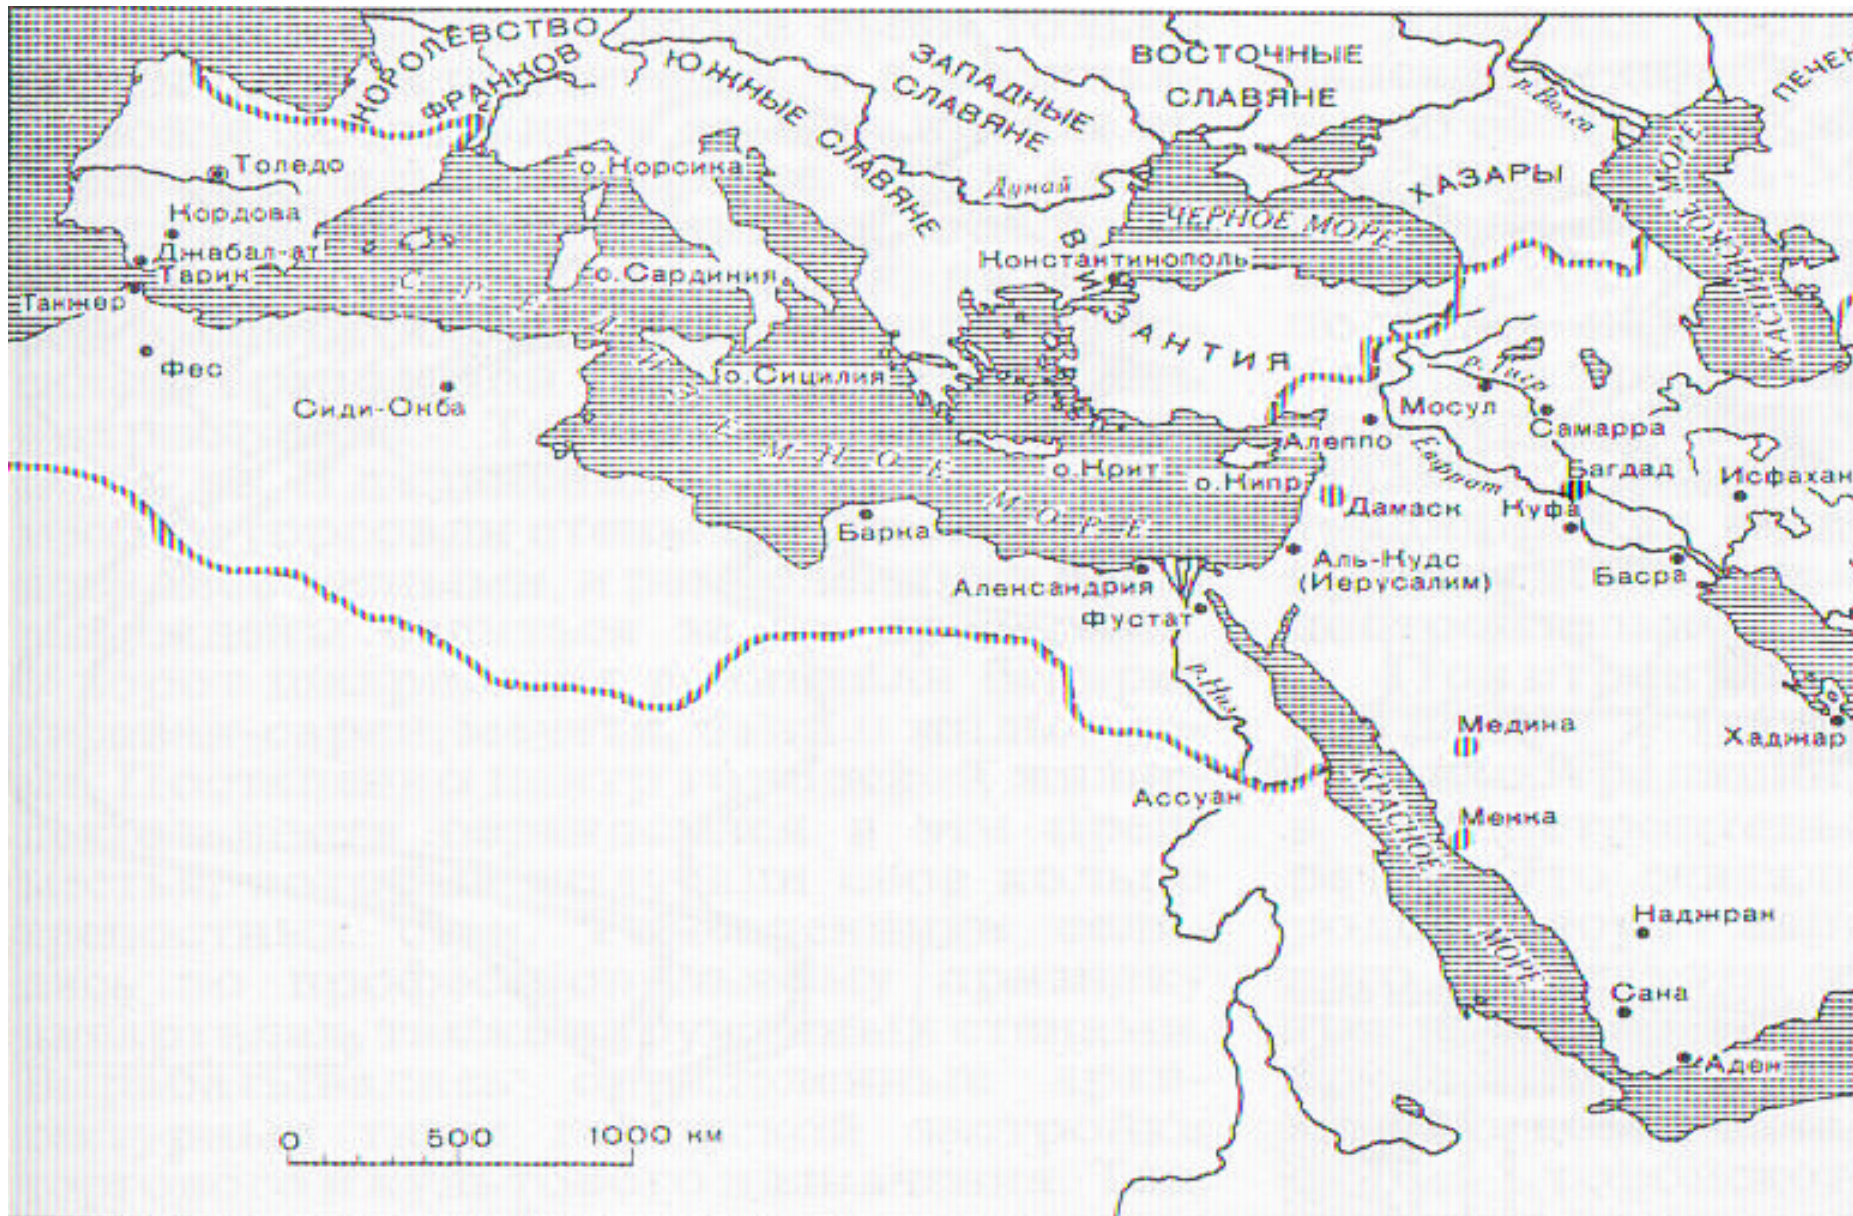 НОРОЛЕВСТВО
ФРАНКОВ
ЮЖНЫЕ СЛАВЯНЕ
ЗАПАДНЫЕ
СЛАВЯНЕ
ВОСТОЧНЫЕ
СЛАВЯНЕ
р.Волга
ПЕЧЕН
ХАЗАРЫ
КАСПИЙСКОЕ МОРЕ
Толедо
Кордова
Джабал-ат
Тарик
Танжер
Фес
Сиди-Окба
о.Корсика
о.Сардиния
о.Сицилия
СРЕДИЗЕМНОЕ МОРЕ
Дунай
ЧЕРНОЕ МОРЕ
Константинополь
ВИЗАНТИЯ
о.Крит
о.Кипр
р.Тигр
Мосул
Самарра
Алеппо
Евфрат
Багдад
Исфахан
Дамаск
Куфа
Барка
Аль-Кудс
(Иерусалим)
Басра
Александрия
Фустат
р.Нил
Медина
Хаджар
Ассуан
Мекка
КРАСНОЕ МОРЕ
Наджран
Сана
Аден
0 500 1000 км